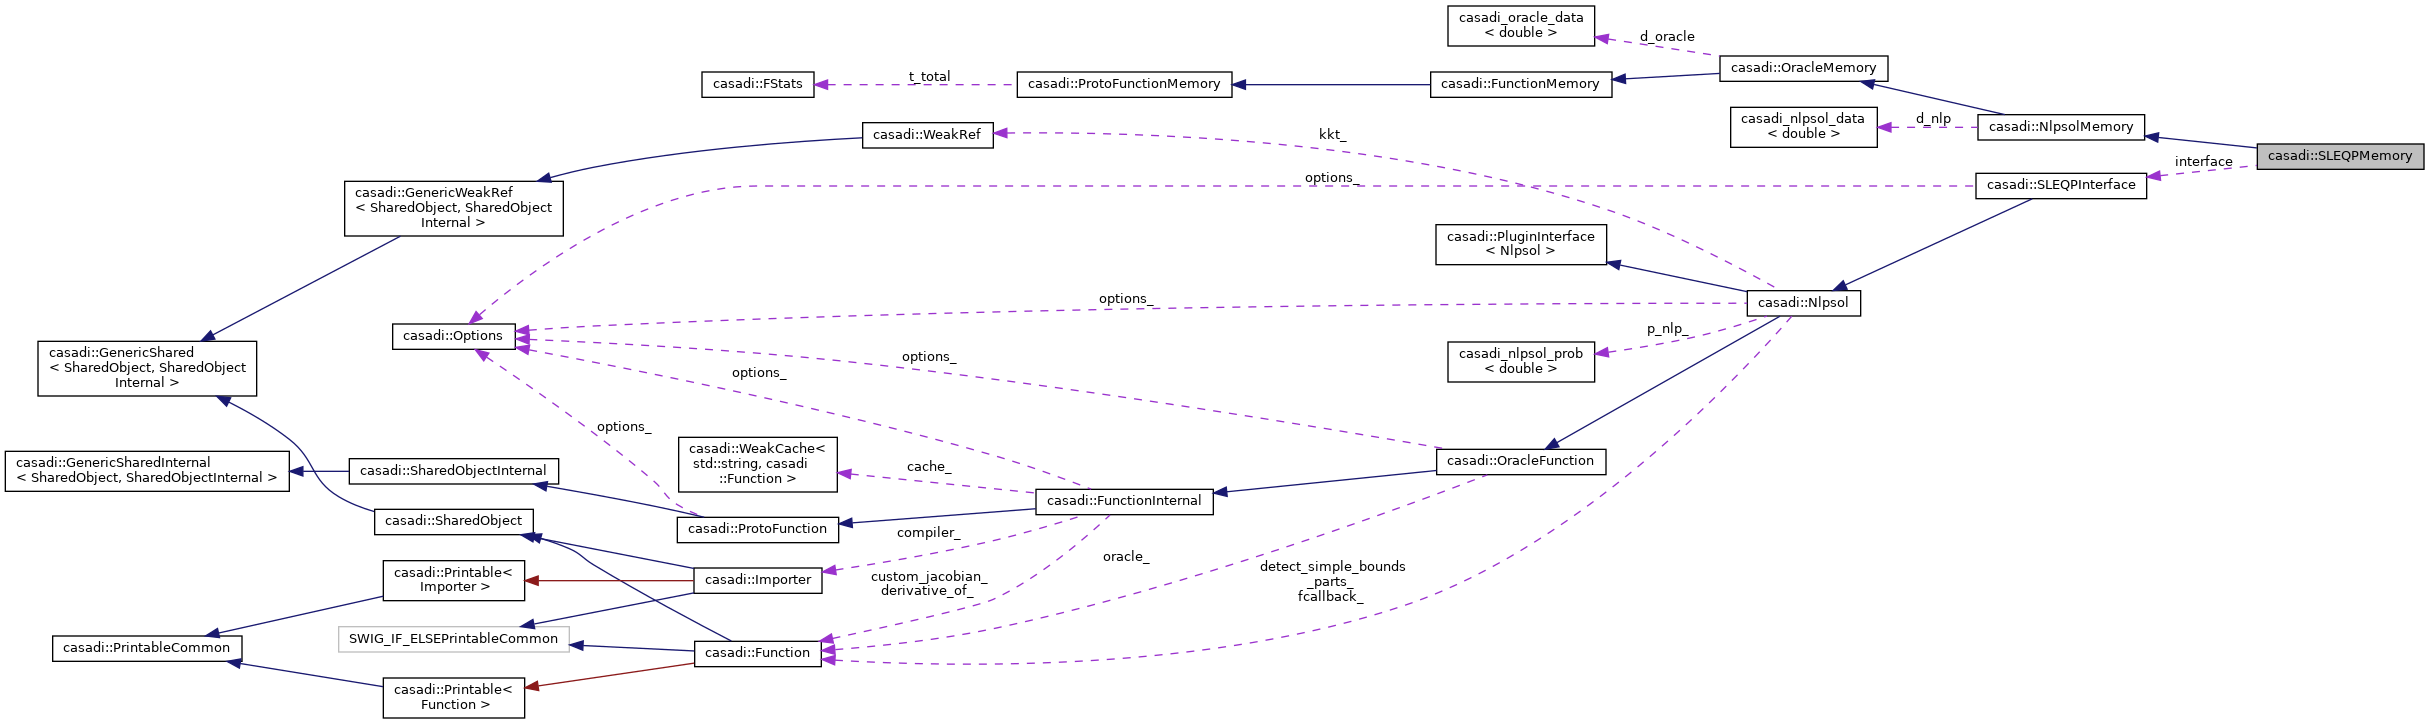 casadi_oracle_data
< double >
d_oracle
casadi::OracleMemory
t_total
casadi::FStats
casadi::ProtoFunctionMemory
casadi::FunctionMemory
casadi_nlpsol_data
< double >
d_nlp
casadi::NlpsolMemory
casadi::WeakRef
kkt_
casadi::SLEQPMemory
interface
options_
casadi::SLEQPInterface
casadi::GenericWeakRef
< SharedObject, SharedObject
Internal >
casadi::PluginInterface
< Nlpsol >
options_
casadi::Nlpsol
casadi::Options
p_nlp_
casadi::GenericShared
< SharedObject, SharedObject
Internal >
options_
casadi_nlpsol_prob
< double >
options_
options_
casadi::WeakCache<
std::string, casadi
::Function >
cache_
casadi::OracleFunction
casadi::GenericSharedInternal
< SharedObject, SharedObjectInternal >
casadi::SharedObjectInternal
casadi::FunctionInternal
casadi::SharedObject
casadi::ProtoFunction
compiler_
oracle_
casadi::Printable<
Importer >
casadi::Importer
custom_jacobian_
derivative_of_
detect_simple_bounds
_parts_
fcallback_
SWIG_IF_ELSEPrintableCommon
casadi::PrintableCommon
casadi::Function
casadi::Printable<
Function >